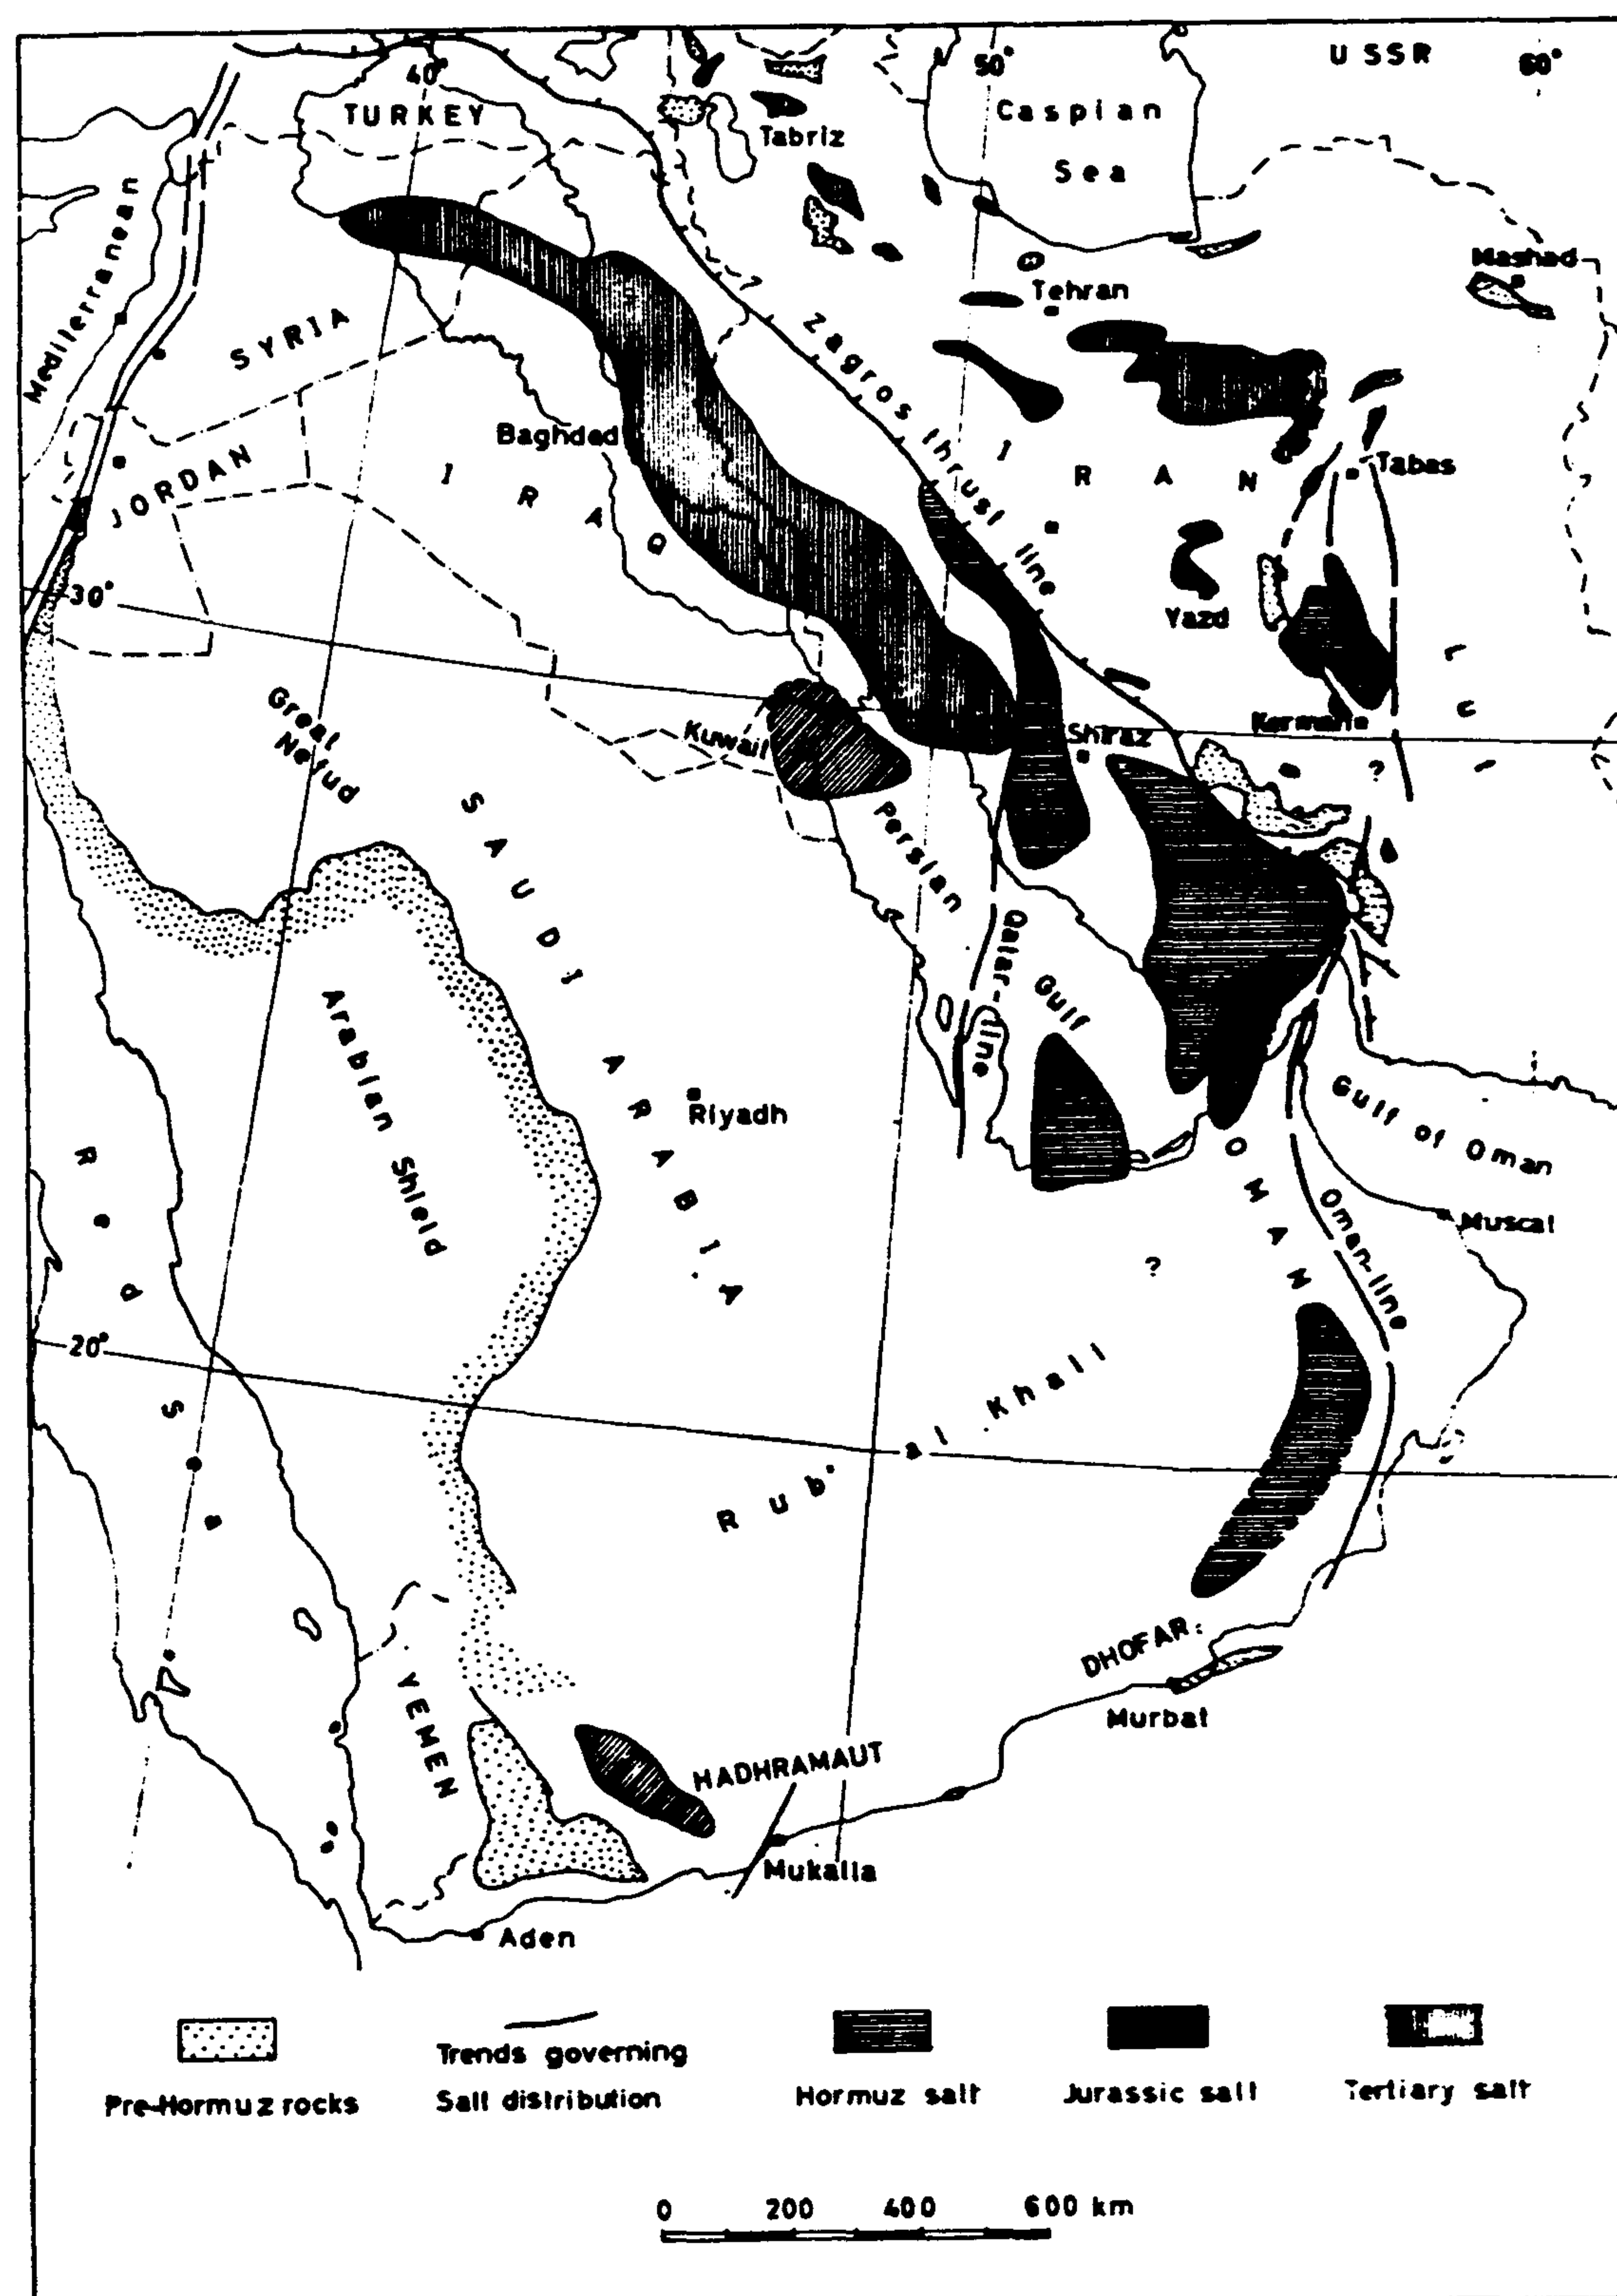 40°
50°
USSR
60°
TURKEY
Caspian
Sea
Tabriz
Mediterranean
Mashad
Tehran
SYRIA
Zagros thrust line
Baghdad
IRAN
Tabas
JORDAN
IRAQ
Yazd
30°
Great
Nefud
Kuwait
Shiraz
Kermane
?
SAUDI ARABIA
Persian
Gulf
Qatar-line
Arabian Shield
Riyadh
Gulf of Oman
OMAN
Oman-line
Muscat
?
Red Sea
20°
Rub' al Khali
DHOFAR
Murbat
YEMEN
HADHRAMAUT
Mukalla
Aden
Pre-Hormuz rocks
Trends governing
Salt distribution
Hormuz salt
Jurassic salt
Tertiary salt
0 200 400 600 km